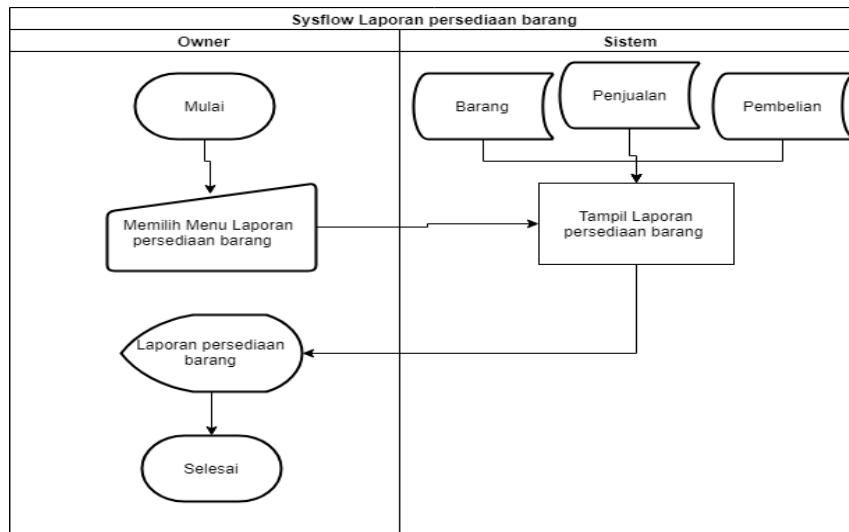 Sysflow Laporan persediaan barang
Owner
Sistem
Mulai
Barang
Penjualan
Pembelian
Memilih Menu Laporan
persediaan barang
Tampil Laporan
persediaan barang
Laporan persediaan
barang
Selesai